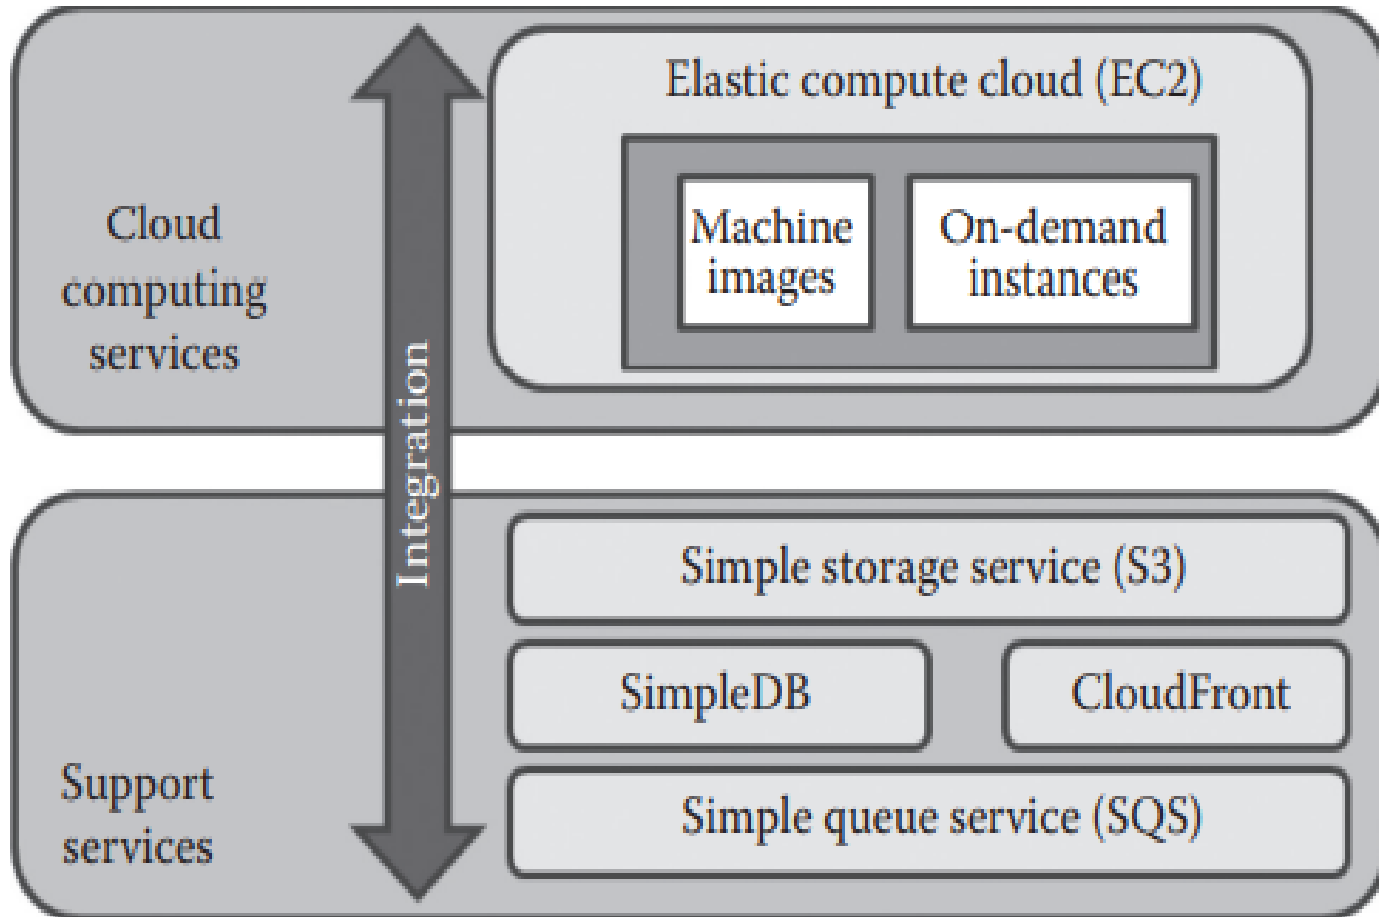 Elastic compute cloud (EC2)
Machine
images
On-demand
instances
Cloud
computing
services
Integration
Simple storage service (S3)
SimpleDB
CloudFront
Simple queue service (SQS)
Support
services